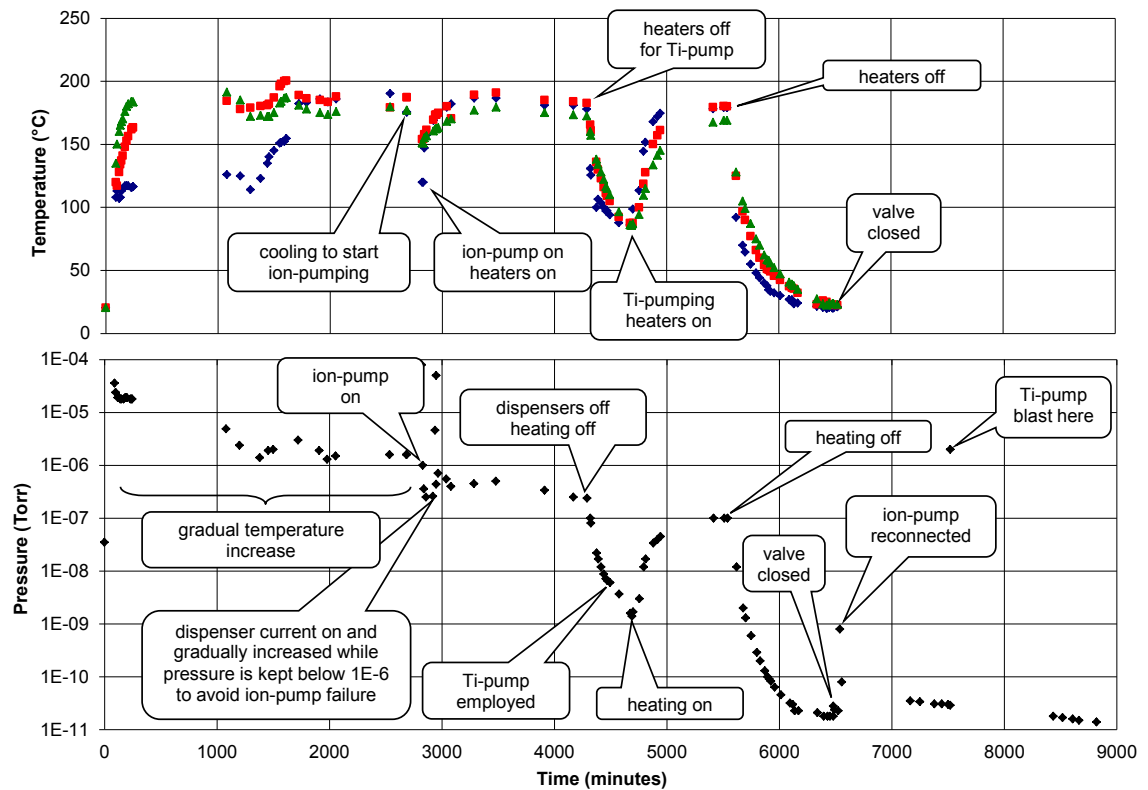 250
200
150
100
50
0
Temperature (°C)
heaters off
for Ti-pump
heaters off
cooling to start
ion-pumping
ion-pump on
heaters on
Ti-pumping
heaters on
valve
closed
1E-04
1E-05
1E-06
1E-07
1E-08
1E-09
1E-10
1E-11
Pressure (Torr)
ion-pump
on
dispensers off
heating off
Ti-pump
blast here
heating off
gradual temperature
increase
ion-pump
reconnected
valve
closed
dispenser current on and
gradually increased while
pressure is kept below 1E-6
to avoid ion-pump failure
Ti-pump
employed
heating on
0 1000 2000 3000 4000 5000 6000 7000 8000 9000
Time (minutes)